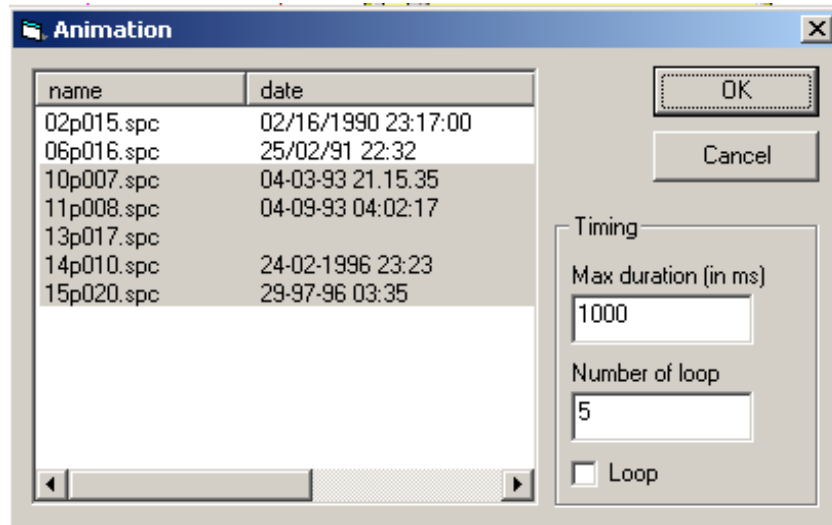 Animation
name date
02p015.spc 02/16/1990 23:17:00
06p016.spc 25/02/91 22:32
10p007.spc 04-03-93 21.15.35
11p008.spc 04-09-93 04:02:17
13p017.spc
14p010.spc 24-02-1996 23:23
15p020.spc 29-97-96 03:35
OK
Cancel
Timing
Max duration (in ms)
1000
Number of loop
5
Loop